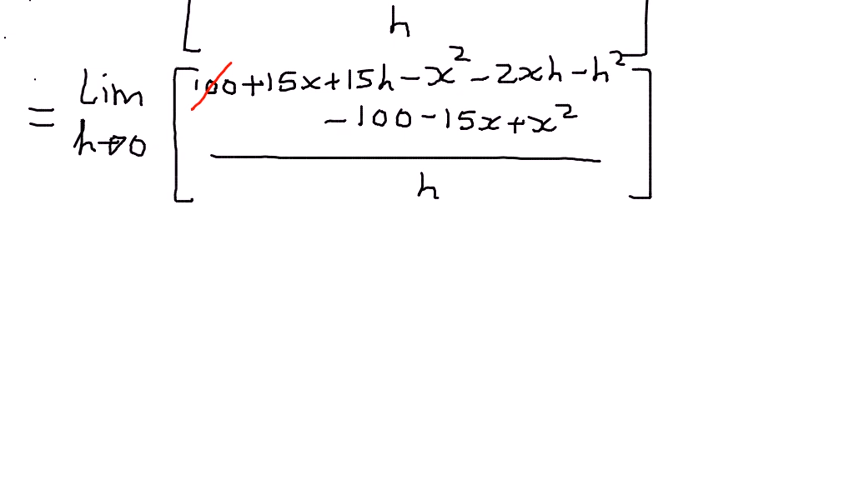 h
= Lim h→0 [ 100+15x+15h-x²-2xh-h²
-100-15x+x²
h ]